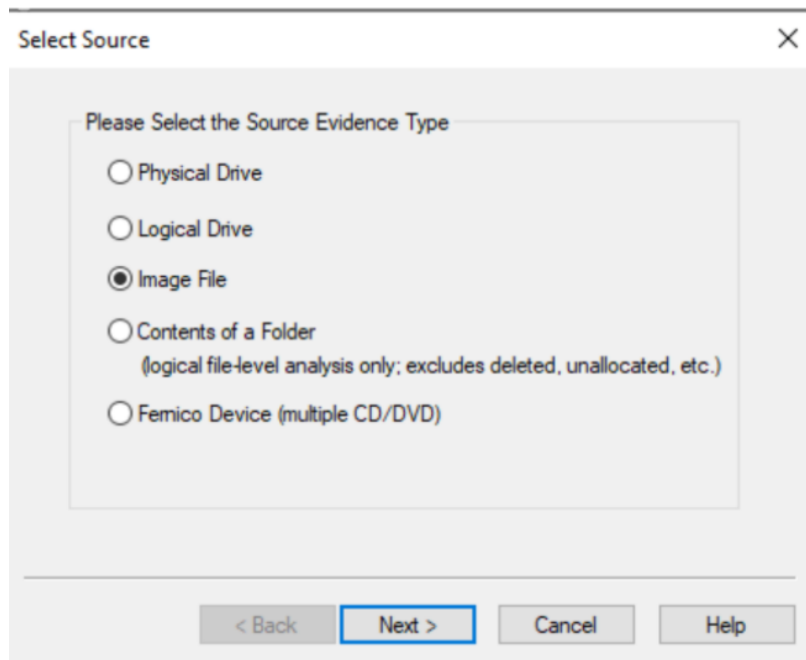 Select Source
Please Select the Source Evidence Type
Physical Drive
Logical Drive
Image File
Contents of a Folder
(logical file-level analysis only; excludes deleted, unallocated, etc.)
Fernico Device (multiple CD/DVD)
< Back
Next >
Cancel
Help